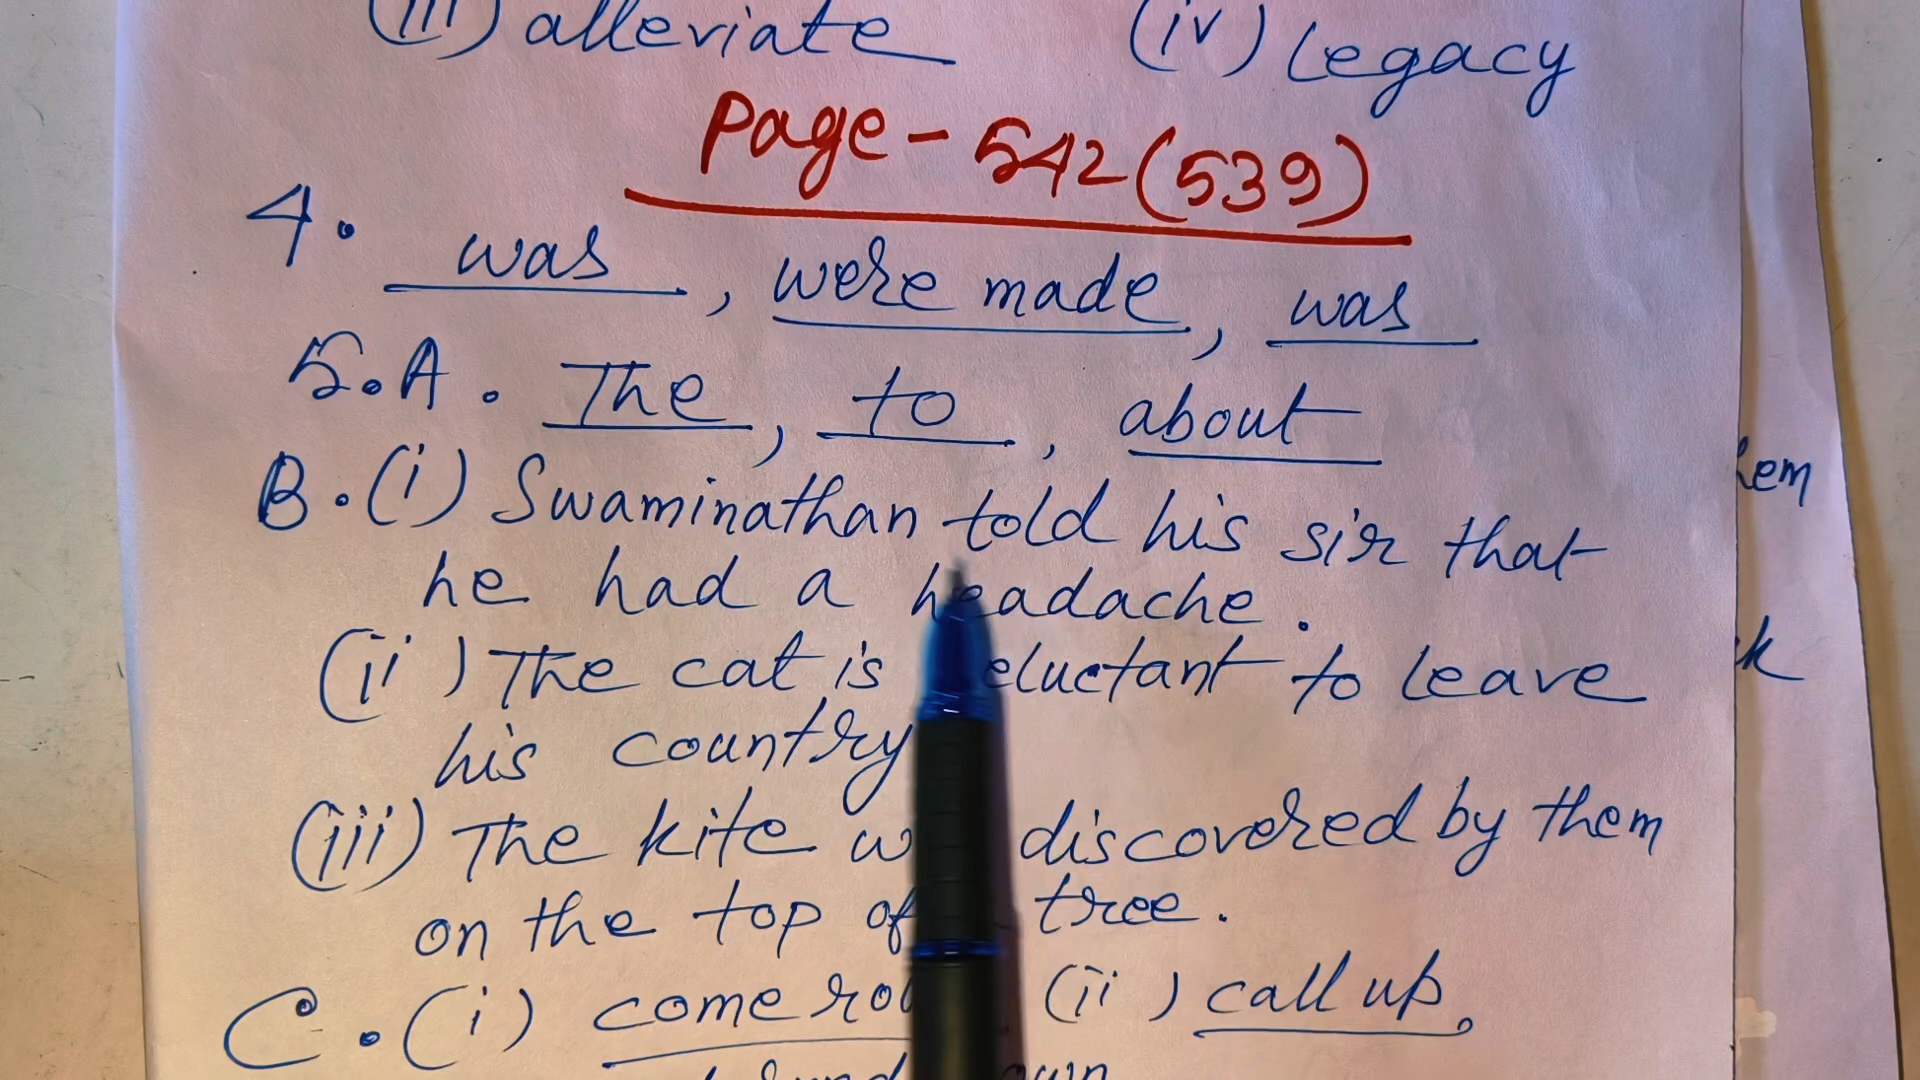 (iii) alleviate (iv) legacy
Page - 542 (539)
4. was, were made, was
5.A. The, to, about
B. (i) Swaminathan told his sir that
he had a headache.
(ii) The cat is reluctant to leave
his country
(iii) The kite discovered by them
on the top of tree.
C. (i) come (ii) call up.
hem
k